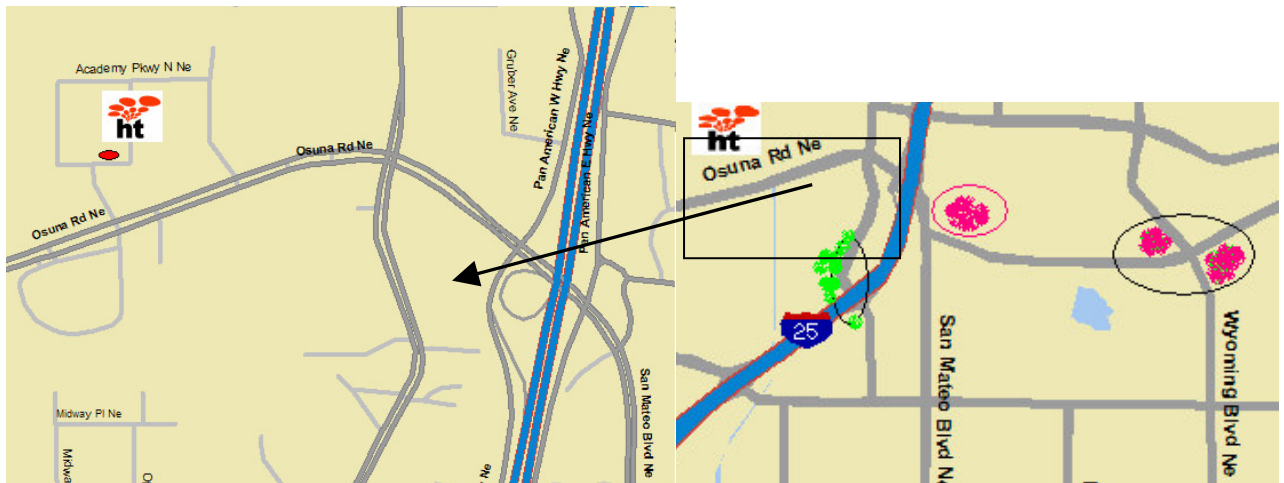 Academy Pkwy N Ne
ht
Osuna Rd Ne
Osuna Rd Ne
Gruber Ave Ne
Pan American W Hwy Ne
Pan American E Hwy Ne
San Mateo Blvd Ne
Midway Pl Ne
Midwa
Ne
ht
Osuna Rd Ne
25
San Mateo Blvd N
Wyoming Blvd Ne